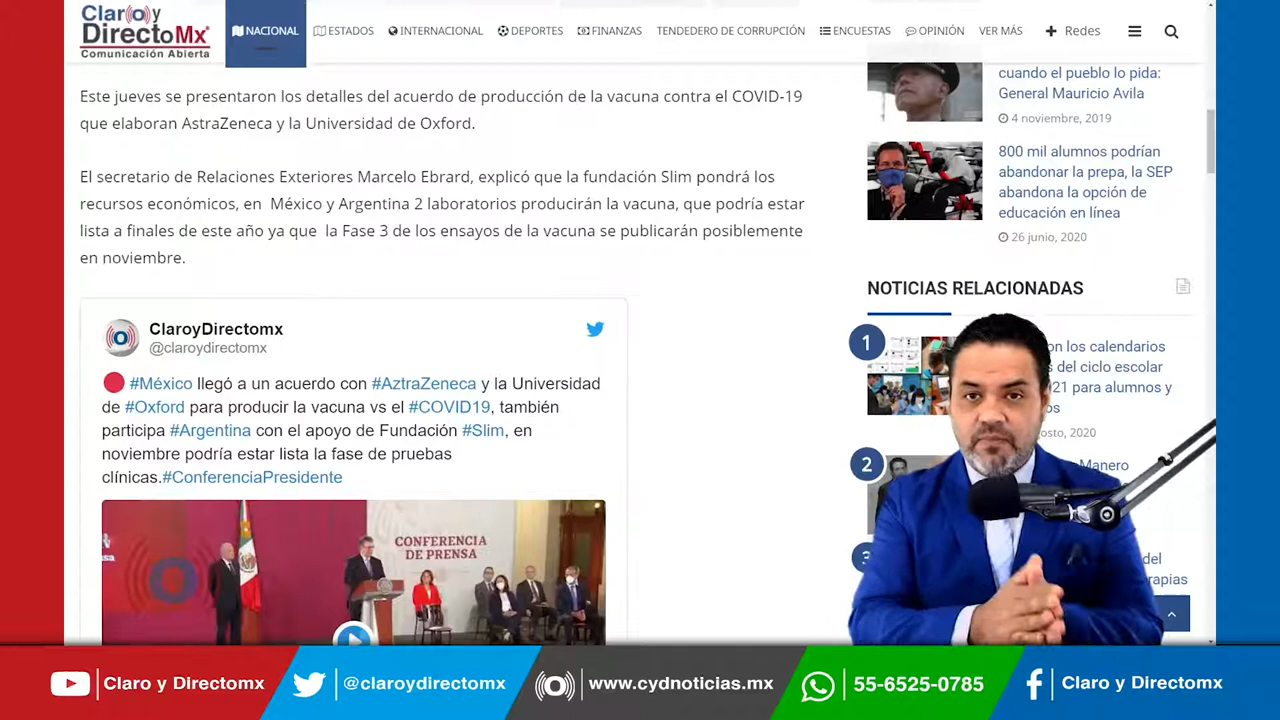 Claro y
DirectoMx
Comunicación Abierta
NACIONAL
ESTADOS
INTERNACIONAL
DEPORTES
FINANZAS
TENDEDERO DE CORRUPCIÓN
ENCUESTAS
OPINIÓN
VER MÁS
Redes
Este jueves se presentaron los detalles del acuerdo de producción de la vacuna contra el COVID-19
que elaboran AstraZeneca y la Universidad de Oxford.
El secretario de Relaciones Exteriores Marcelo Ebrard, explicó que la fundación Slim pondrá los
recursos económicos, en México y Argentina 2 laboratorios producirán la vacuna, que podría estar
lista a finales de este año ya que la Fase 3 de los ensayos de la vacuna se publicarán posiblemente
en noviembre.
ClaroyDirectomx
@claroydirectomx
#México llegó a un acuerdo con #AztraZeneca y la Universidad
de #Oxford para producir la vacuna vs el #COVID19, también
participa #Argentina con el apoyo de Fundación #Slim, en
noviembre podría estar lista la fase de pruebas
clínicas.#ConferenciaPresidente
CONFERENCIA
DE PRENSA
cuando el pueblo lo pida:
General Mauricio Avila
4 noviembre, 2019
800 mil alumnos podrían
abandonar la prepa, la SEP
abandona la opción de
educación en línea
26 junio, 2020
NOTICIAS RELACIONADAS
1
on los calendarios
s del ciclo escolar
21 para alumnos y
os
osto, 2020
2
Manero
3
del
rapias
Claro y Directomx
@claroydirectomx
www.cydnoticias.mx
55-6525-0785
Claro y Directomx